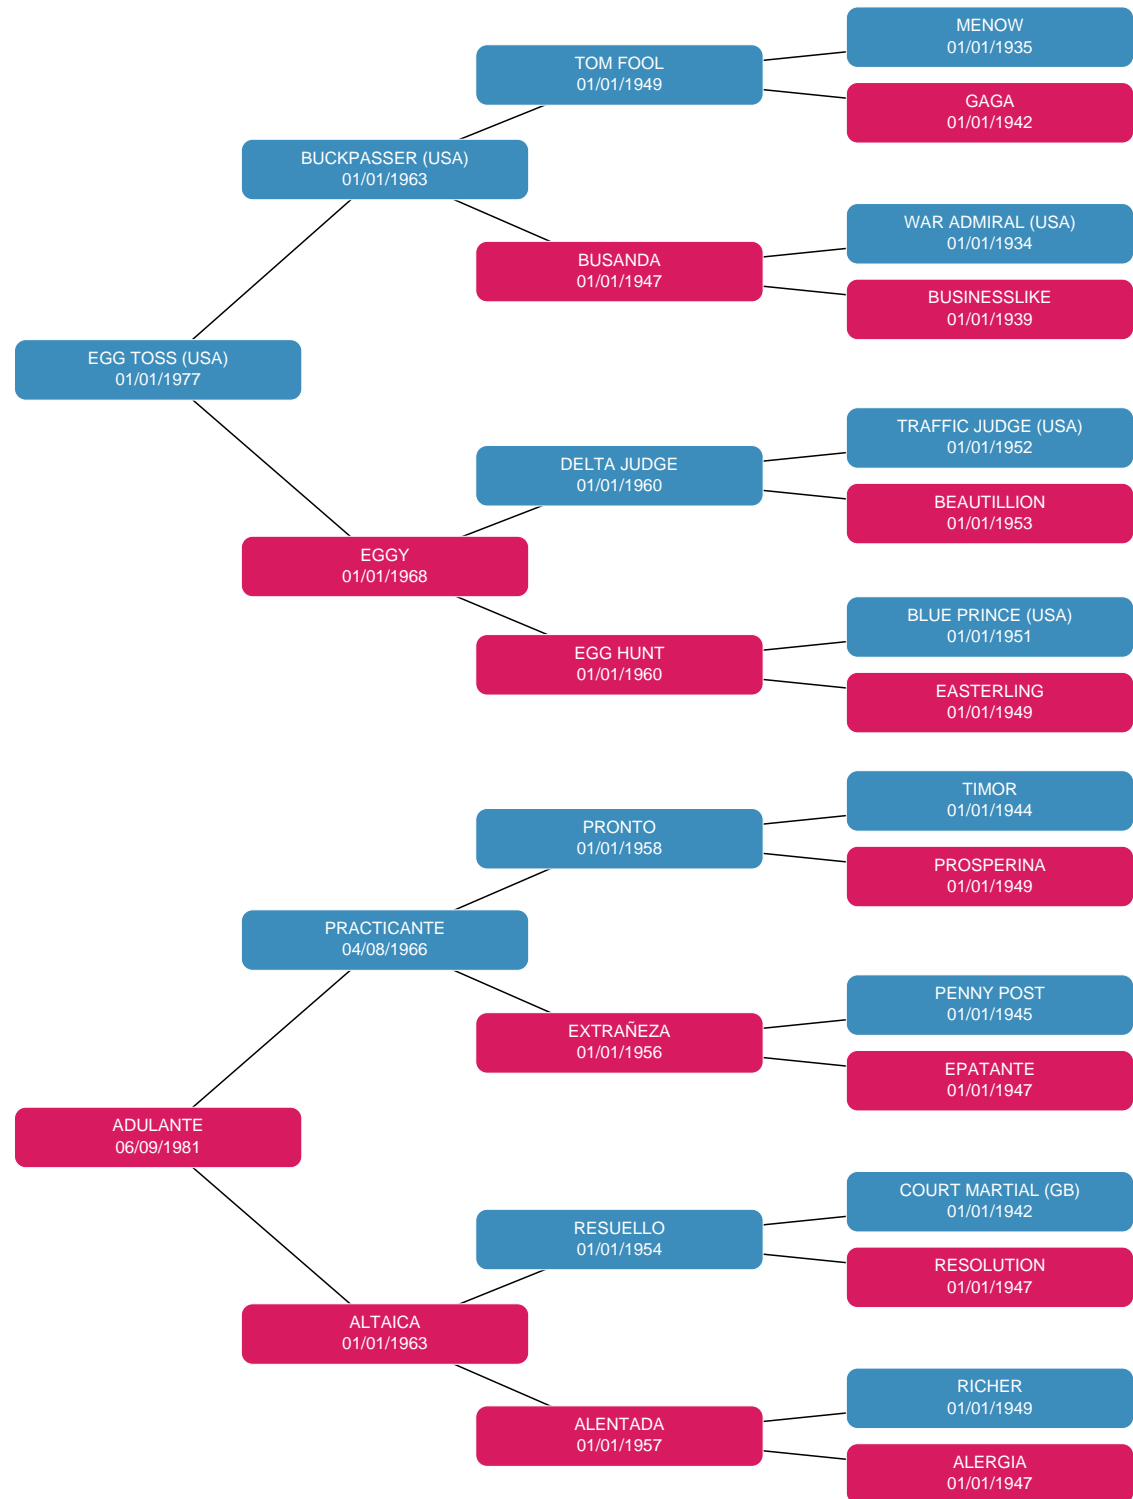 MENOW
01/01/1935
TOM FOOL
01/01/1949
GAGA
01/01/1942
BUCKPASSER (USA)
01/01/1963
WAR ADMIRAL (USA)
01/01/1934
BUSANDA
01/01/1947
BUSINESSLIKE
01/01/1939
EGG TOSS (USA)
01/01/1977
TRAFFIC JUDGE (USA)
01/01/1952
DELTA JUDGE
01/01/1960
BEAUTILLION
01/01/1953
EGGY
01/01/1968
BLUE PRINCE (USA)
01/01/1951
EGG HUNT
01/01/1960
EASTERLING
01/01/1949
TIMOR
01/01/1944
PRONTO
01/01/1958
PROSPERINA
01/01/1949
PRACTICANTE
04/08/1966
PENNY POST
01/01/1945
EXTRAÑEZA
01/01/1956
EPATANTE
01/01/1947
ADULANTE
06/09/1981
COURT MARTIAL (GB)
01/01/1942
RESUELLO
01/01/1954
RESOLUTION
01/01/1947
ALTAICA
01/01/1963
RICHER
01/01/1949
ALENTADA
01/01/1957
ALERGIA
01/01/1947